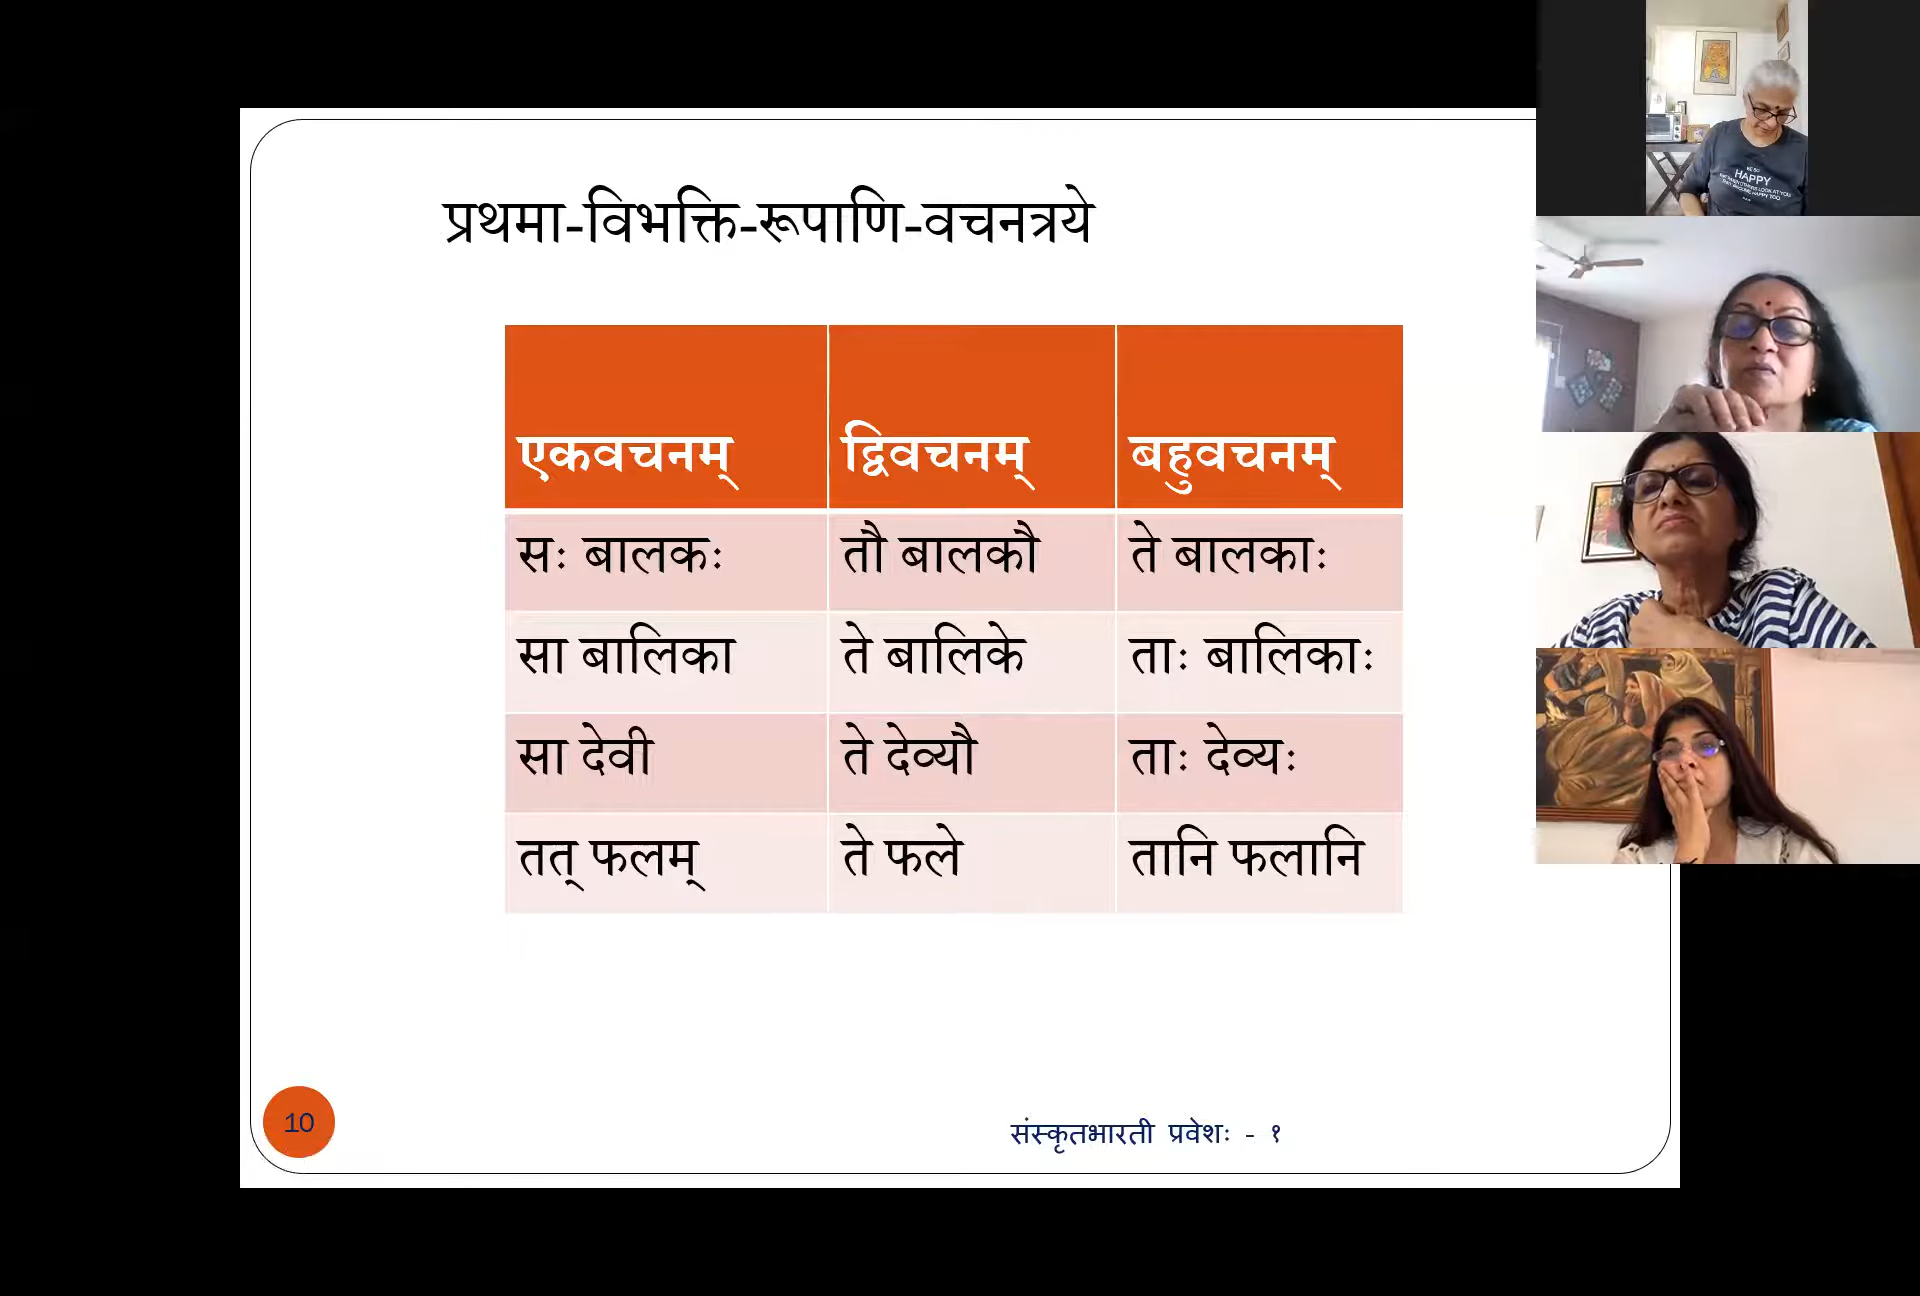 प्रथमा-विभक्ति-रूपाणि-वचनत्रये
एकवचनम् द्विवचनम् बहुवचनम्
सः बालकः तौ बालकौ ते बालकाः
सा बालिका ते बालिके ताः बालिकाः
सा देवी ते देव्यौ ताः देव्यः
तत् फलम् ते फले तानि फलानि
10
संस्कृतभारती प्रवेशः - १
HAPPY